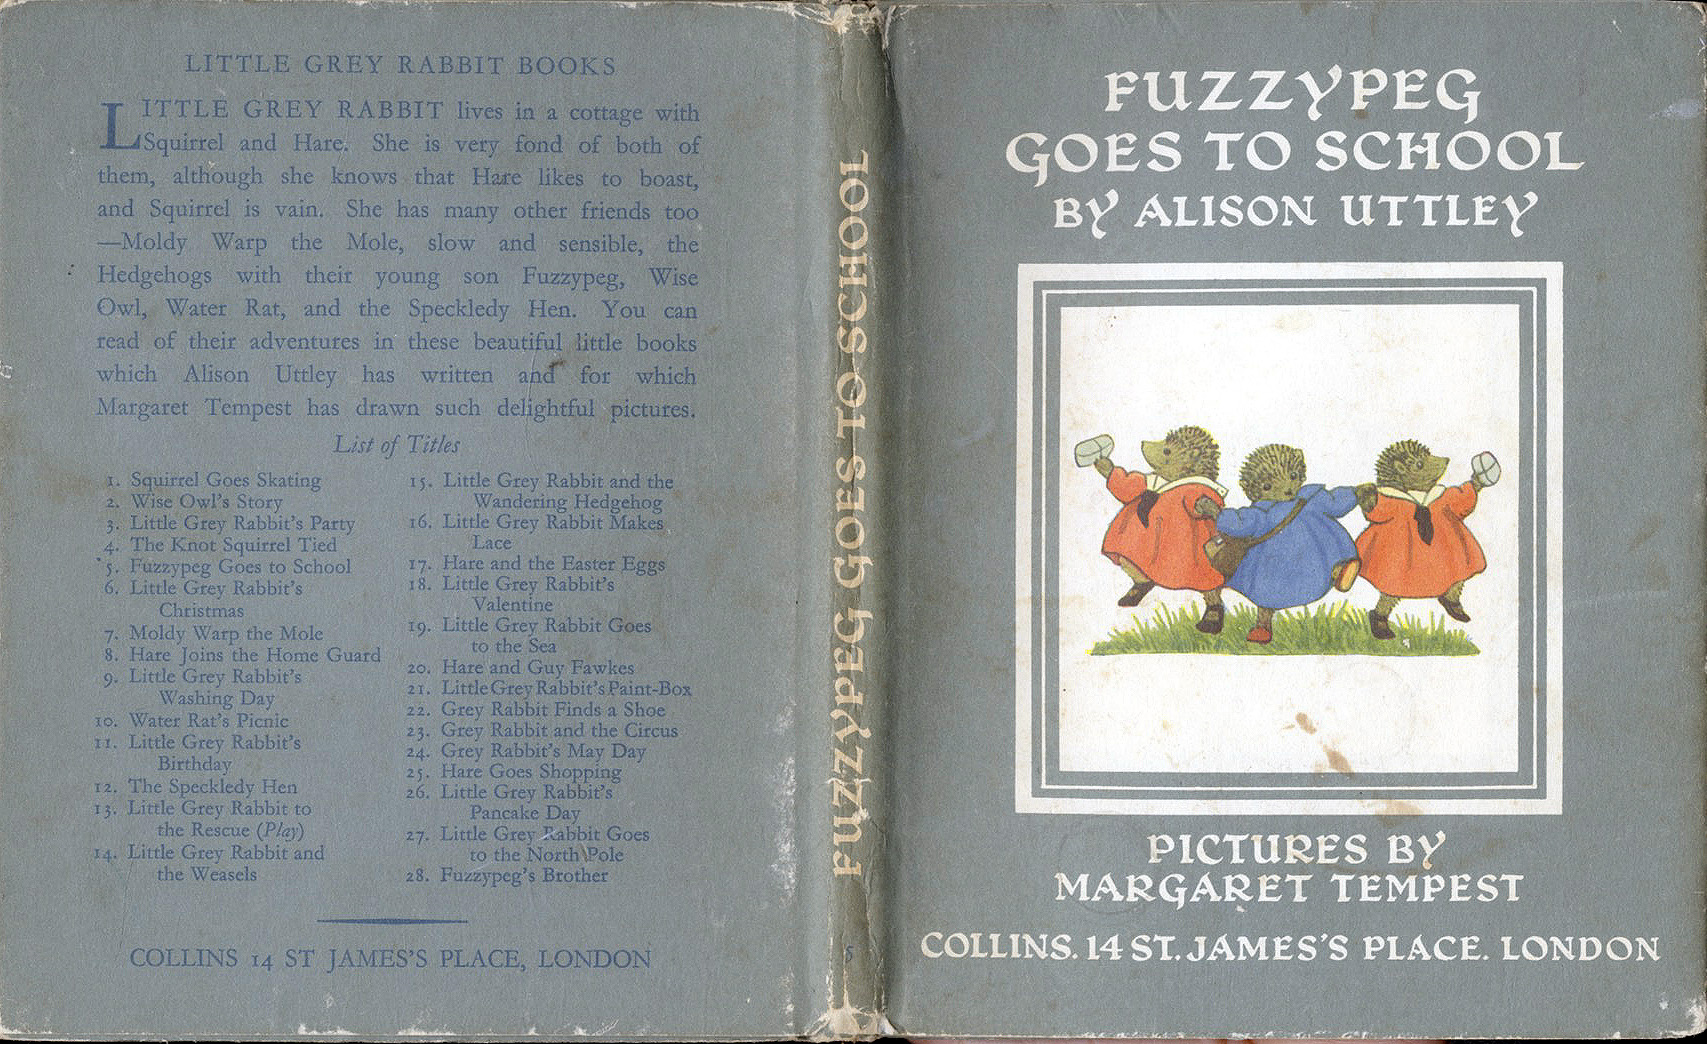 LITTLE GREY RABBIT BOOKS
LITTLE GREY RABBIT lives in a cottage with
Squirrel and Hare. She is very fond of both of
them, although she knows that Hare likes to boast,
and Squirrel is vain. She has many other friends too
—Moldy Warp the Mole, slow and sensible, the
Hedgehogs with their young son Fuzzypeg, Wise
Owl, Water Rat, and the Speckledy Hen. You can
read of their adventures in these beautiful little books
which Alison Uttley has written and for which
Margaret Tempest has drawn such delightful pictures.
List of Titles
1. Squirrel Goes Skating
2. Wise Owl's Story
3. Little Grey Rabbit's Party
4. The Knot Squirrel Tied
5. Fuzzypeg Goes to School
6. Little Grey Rabbit's
Christmas
7. Moldy Warp the Mole
8. Hare Joins the Home Guard
9. Little Grey Rabbit's
Washing Day
10. Water Rat's Picnic
11. Little Grey Rabbit's
Birthday
12. The Speckledy Hen
13. Little Grey Rabbit to
the Rescue (Play)
14. Little Grey Rabbit and
the Weasels
15. Little Grey Rabbit and the
Wandering Hedgehog
16. Little Grey Rabbit Makes
Lace
17. Hare and the Easter Eggs
18. Little Grey Rabbit's
Valentine
19. Little Grey Rabbit Goes
to the Sea
20. Hare and Guy Fawkes
21. Little Grey Rabbit's Paint-Box
22. Grey Rabbit Finds a Shoe
23. Grey Rabbit and the Circus
24. Grey Rabbit's May Day
25. Hare Goes Shopping
26. Little Grey Rabbit's
Pancake Day
27. Little Grey Rabbit Goes
to the North Pole
28. Fuzzypeg's Brother
COLLINS 14 ST JAMES'S PLACE, LONDON
FUZZYPEG GOES TO SCHOOL
5
FUZZYPEG
GOES TO SCHOOL
BY ALISON UTTLEY
PICTURES BY
MARGARET TEMPEST
COLLINS. 14 ST. JAMES'S PLACE. LONDON